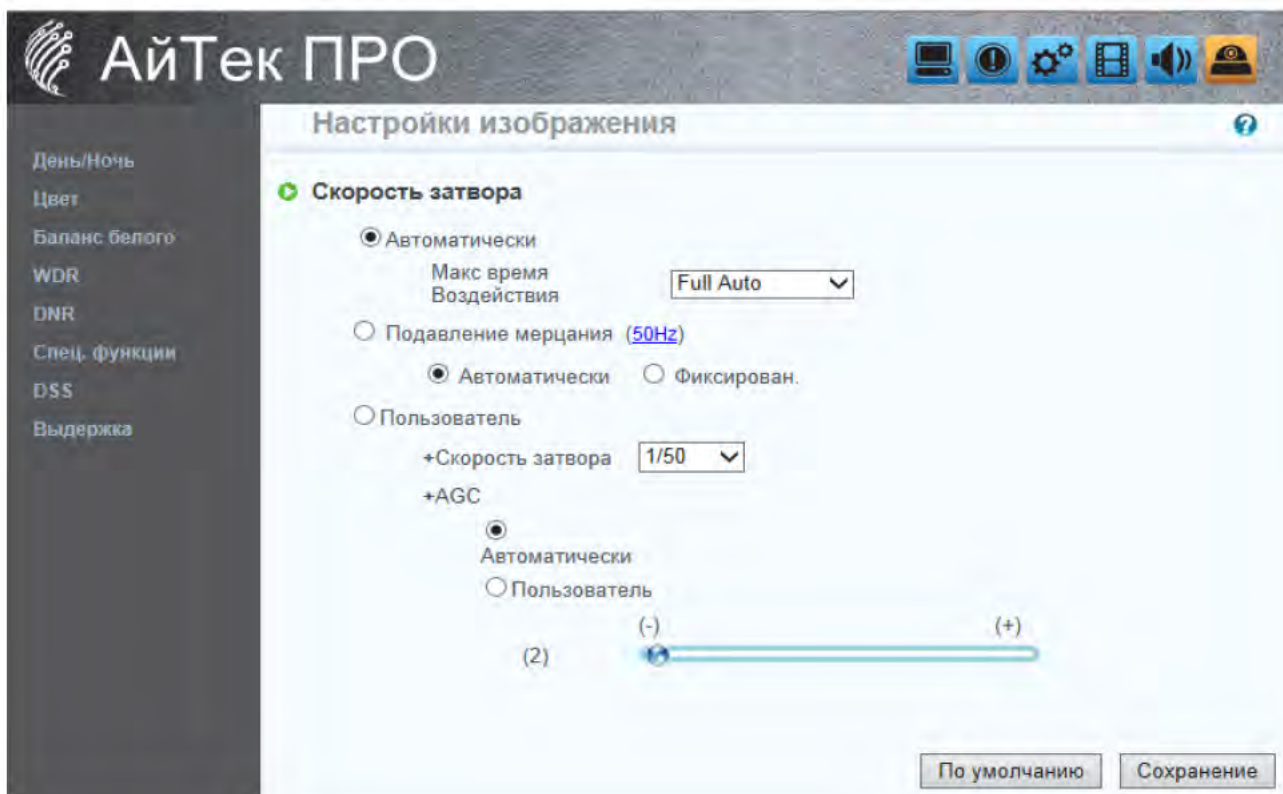 АйТек ПРО
Настройки изображения
День/Ночь
Цвет
Баланс белого
WDR
DNR
Спец. функции
DSS
Выдержка
Скорость затвора
Автоматически
Макс время
Воздействия
Full Auto
Подавление мерцания (50Hz)
Автоматически Фиксирован.
Пользователь
+Скорость затвора 1/50
+AGC
Автоматически
Пользователь
(-) (+)
(2)
По умолчанию Сохранение